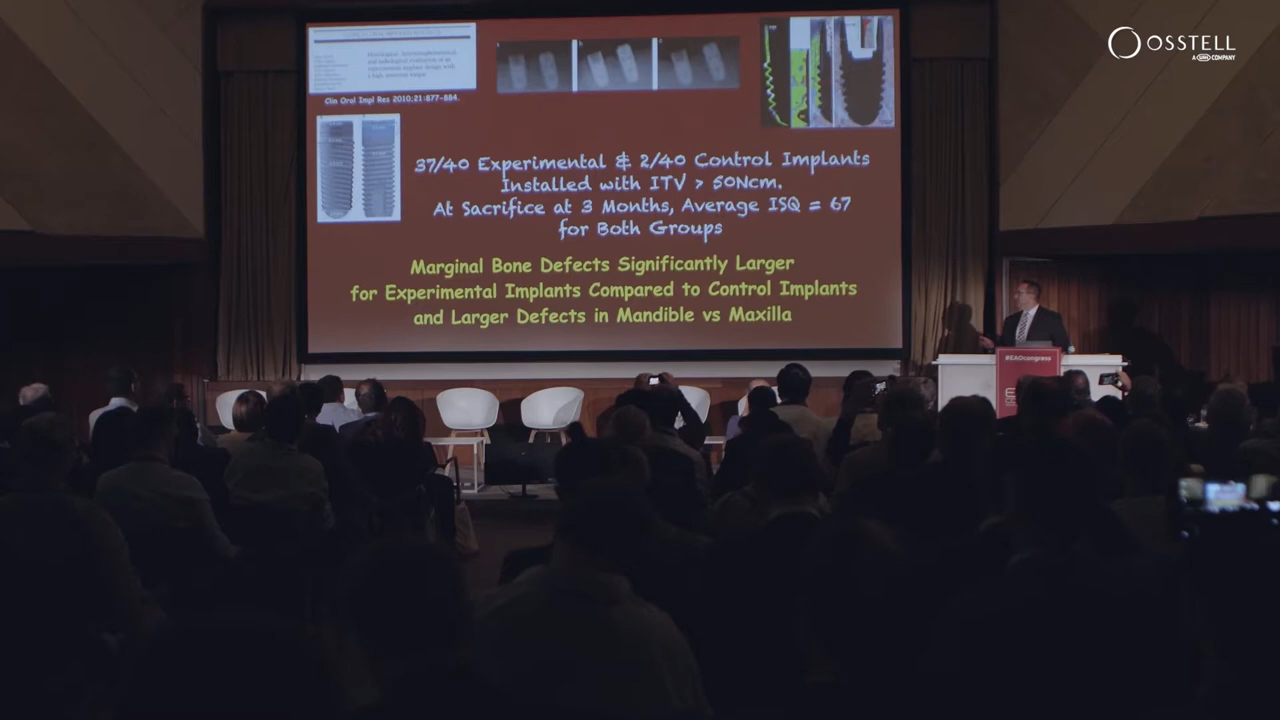 OSSTELL
A COMPANY
Clin Oral Impl Res 2010;21:877-884.
37/40 Experimental & 2/40 Control Implants
Installed with ITV > 50Ncm.
At Sacrifice at 3 Months, Average ISQ = 67
for Both Groups
Marginal Bone Defects Significantly Larger
for Experimental Implants Compared to Control Implants
and Larger Defects in Mandible vs Maxilla
#EAOcongress